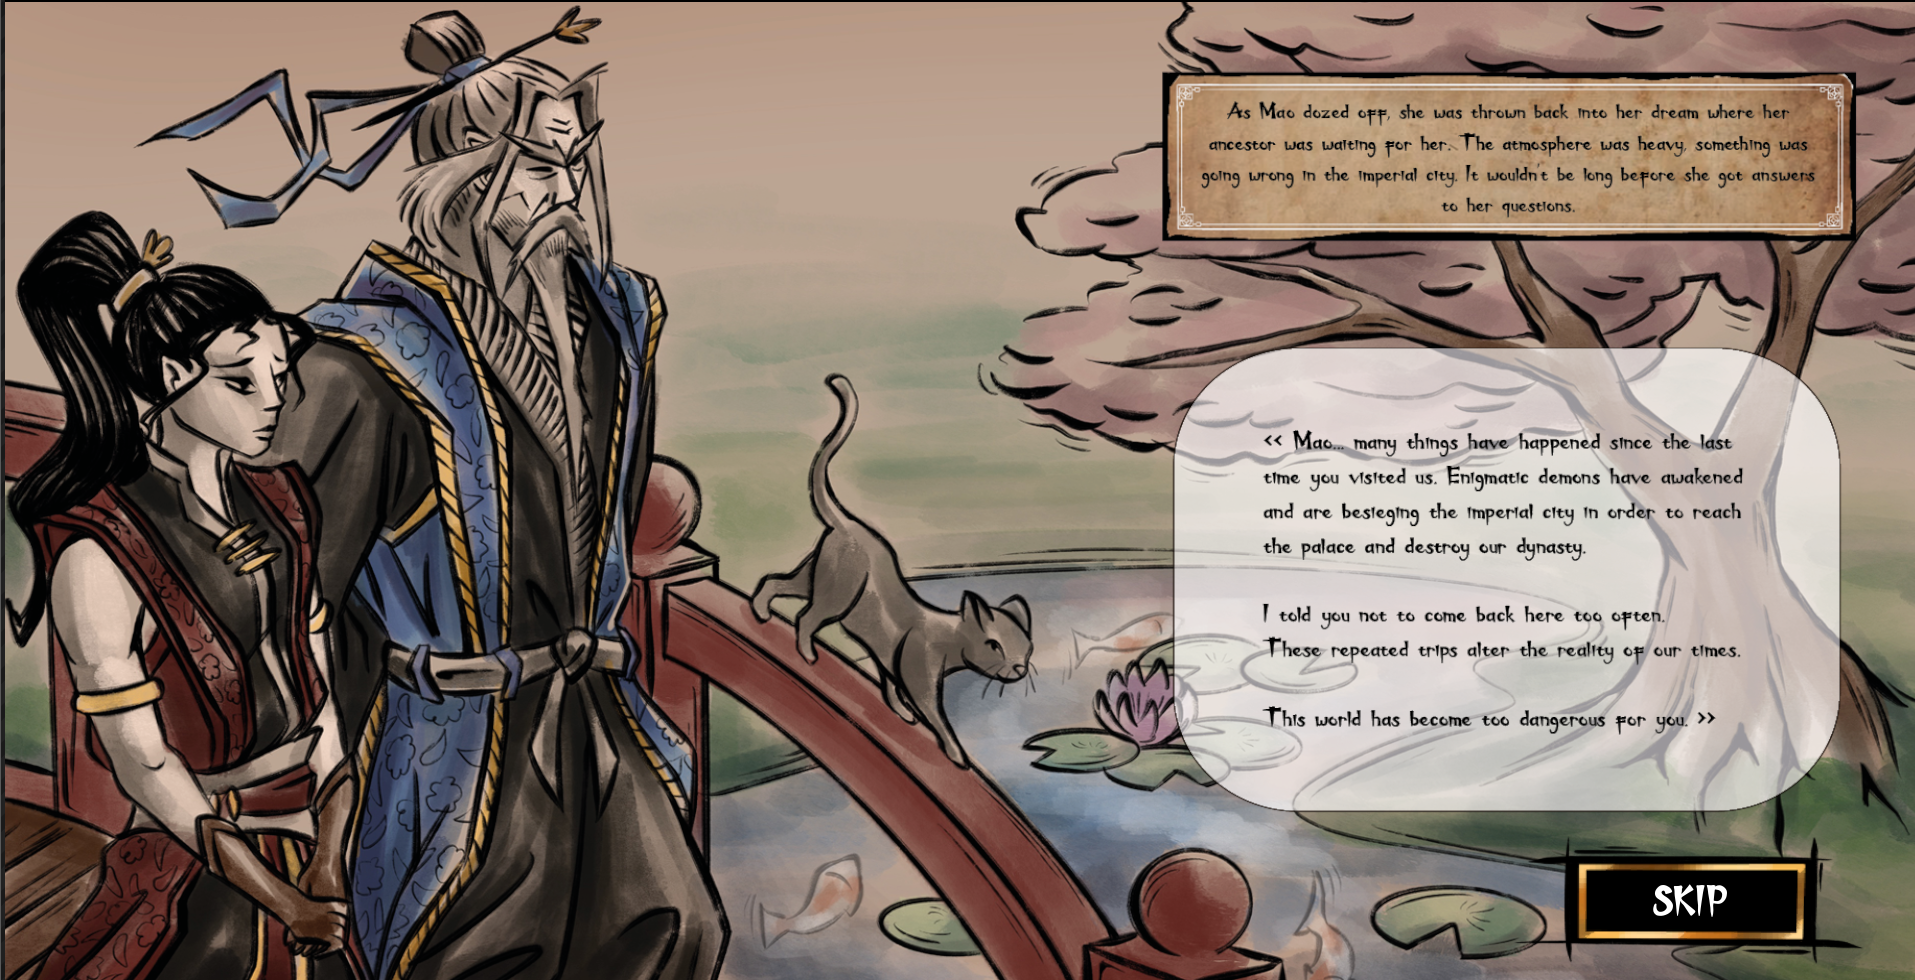 As Mao dozed off, she was thrown back into her dream where her
ancestor was waiting for her. The atmosphere was heavy, something was
going wrong in the imperial city. It wouldn't be long before she got answers
to her questions.
<< Mao... many things have happened since the last
time you visited us. Enigmatic demons have awakened
and are besieging the imperial city in order to reach
the palace and destroy our dynasty.
I told you not to come back here too often.
These repeated trips alter the reality of our times.
This world has become too dangerous for you. >>
SKIP